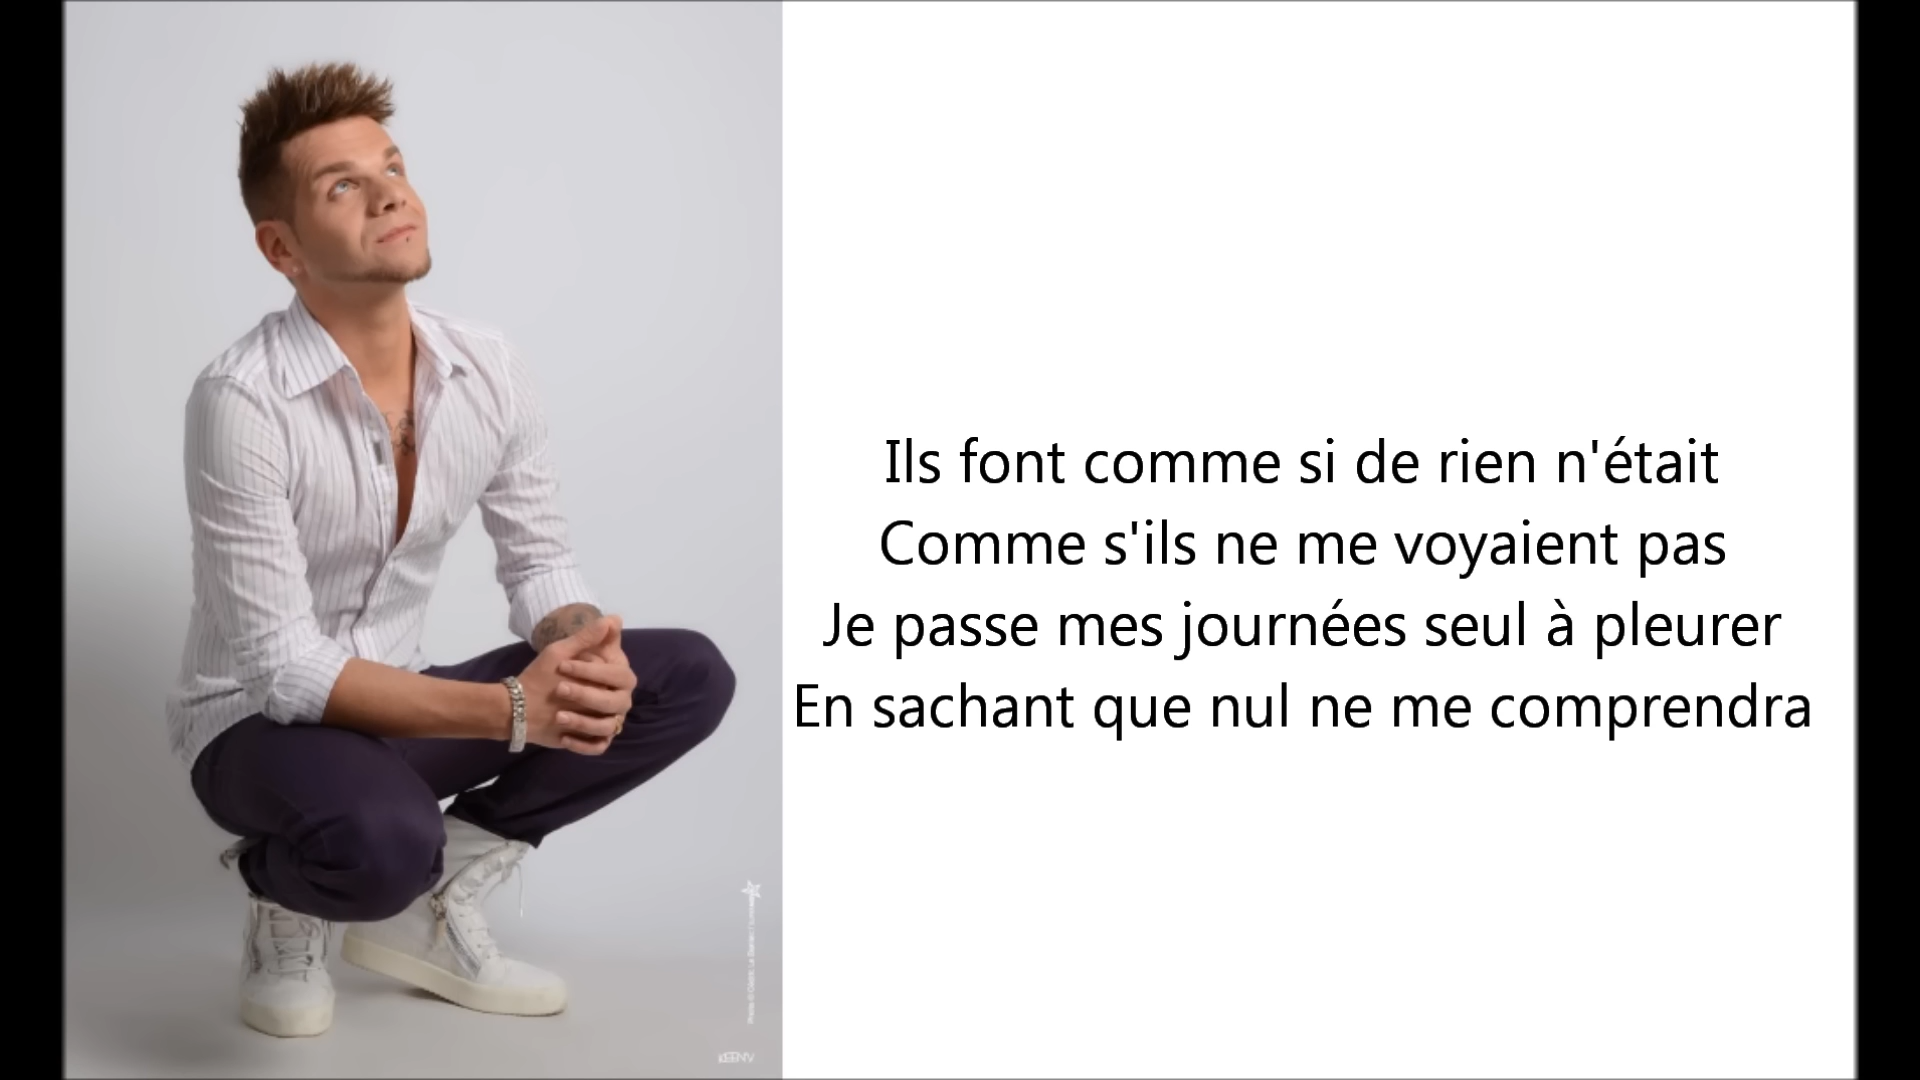 Ils font comme si de rien n'était
Comme s'ils ne me voyaient pas
Je passe mes journées seul à pleurer
En sachant que nul ne me comprendra
KEENV